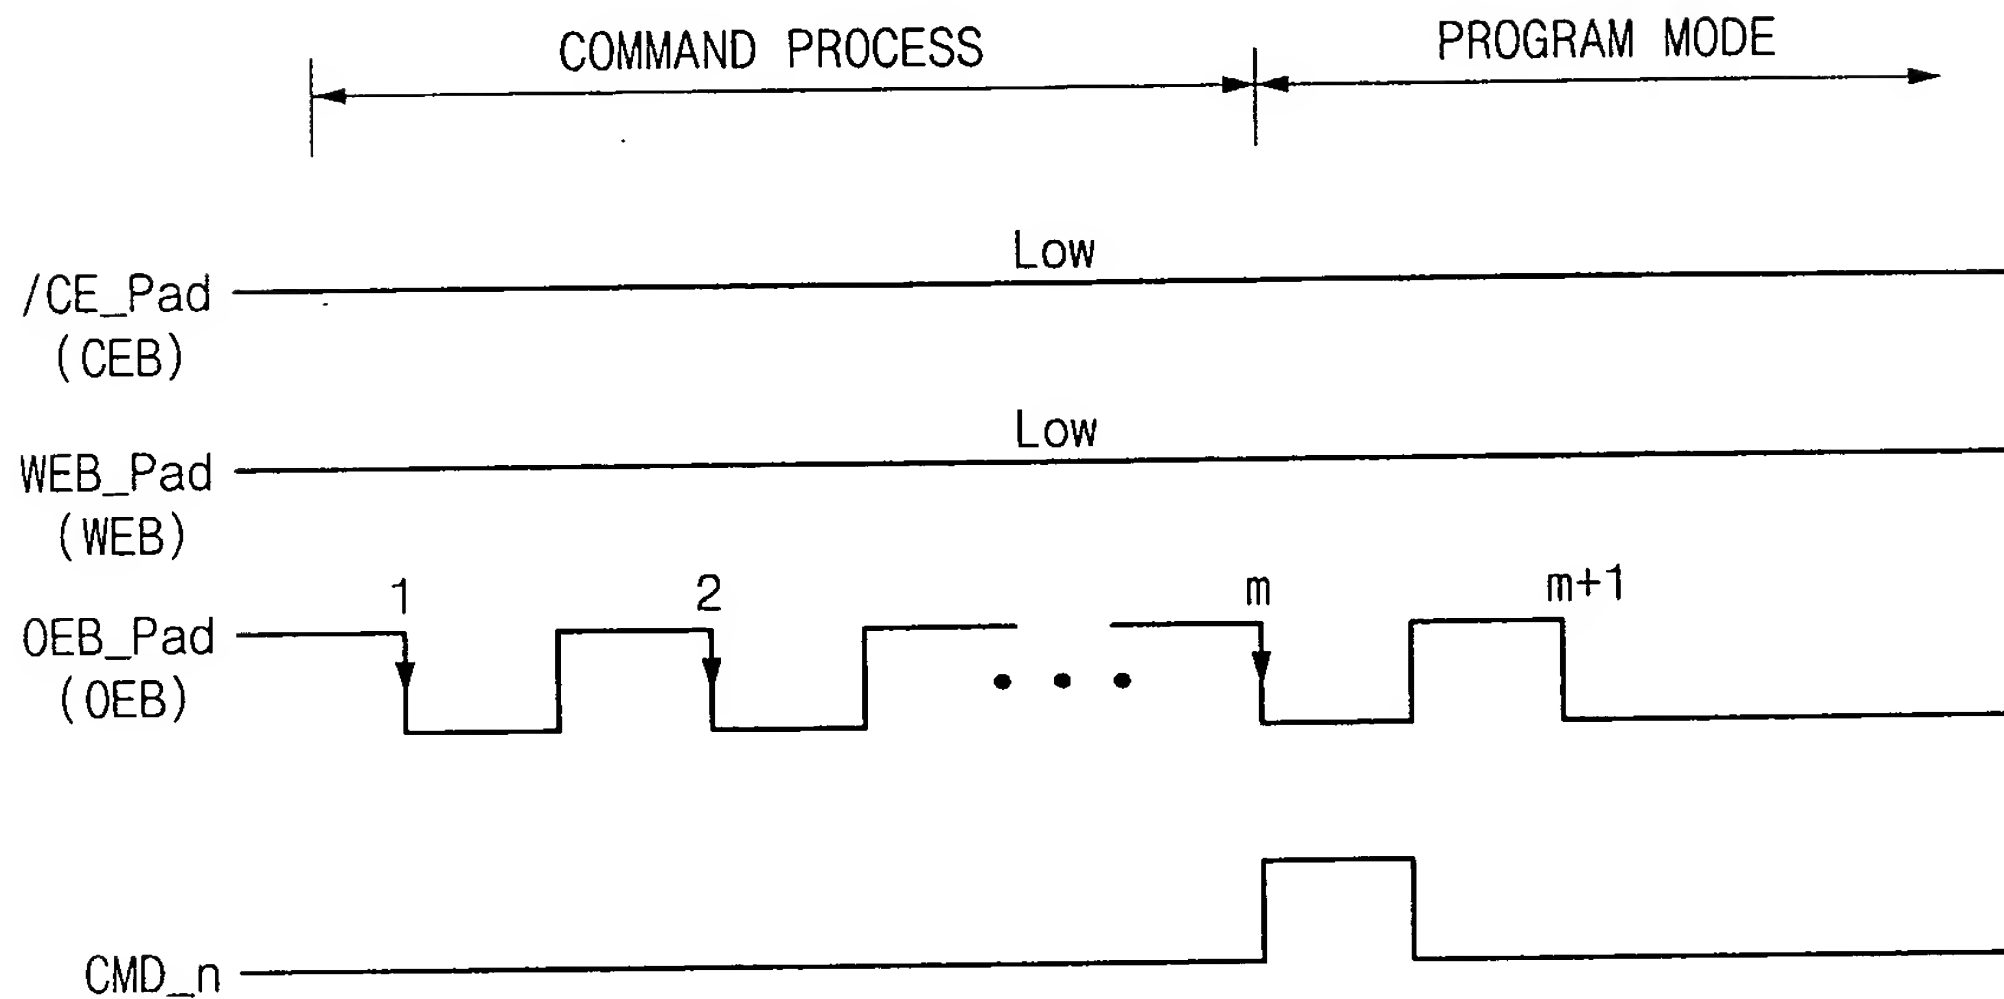 COMMAND PROCESS
PROGRAM MODE
Low
/CE_Pad
(CEB)
Low
WEB_Pad
(WEB)
1 2 m m+1
OEB_Pad
(OEB)
CMD_n